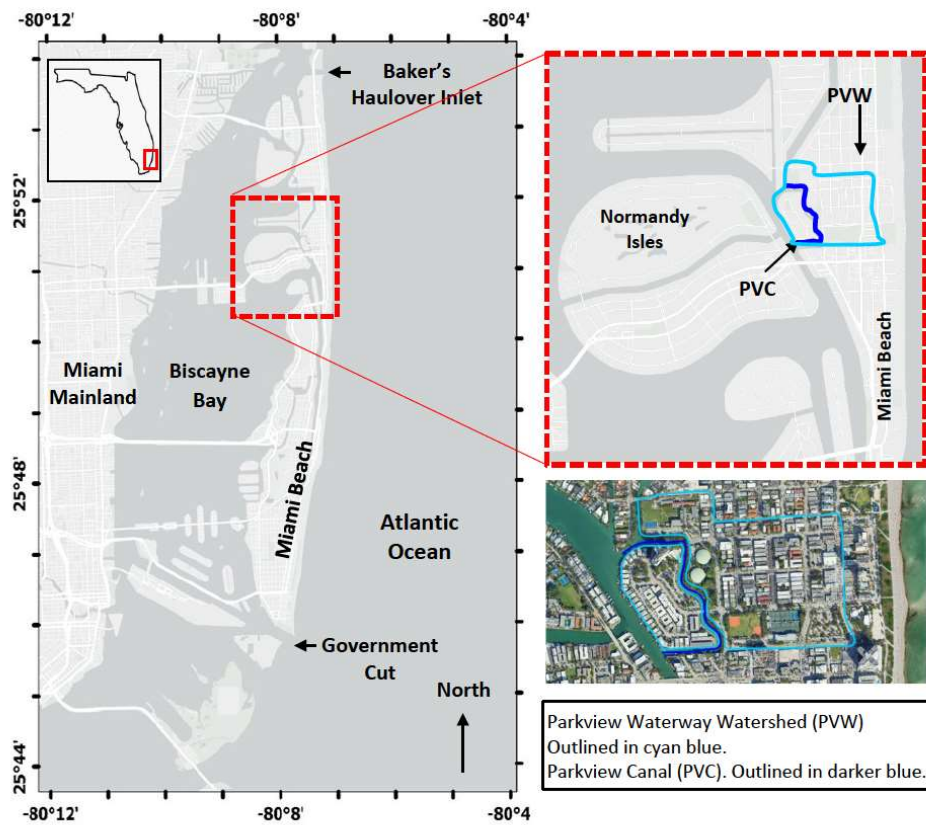 -80°12'
-80°8'
-80°4'
Baker's
Haulover Inlet
25°52'
25°48'
25°44'
Miami
Mainland
Biscayne
Bay
Miami Beach
Atlantic
Ocean
Government
Cut
North
-80°12'
-80°8'
-80°4'
PVW
Normandy
Isles
PVC
Miami Beach
Parkview Waterway Watershed (PVW)
Outlined in cyan blue.
Parkview Canal (PVC). Outlined in darker blue.